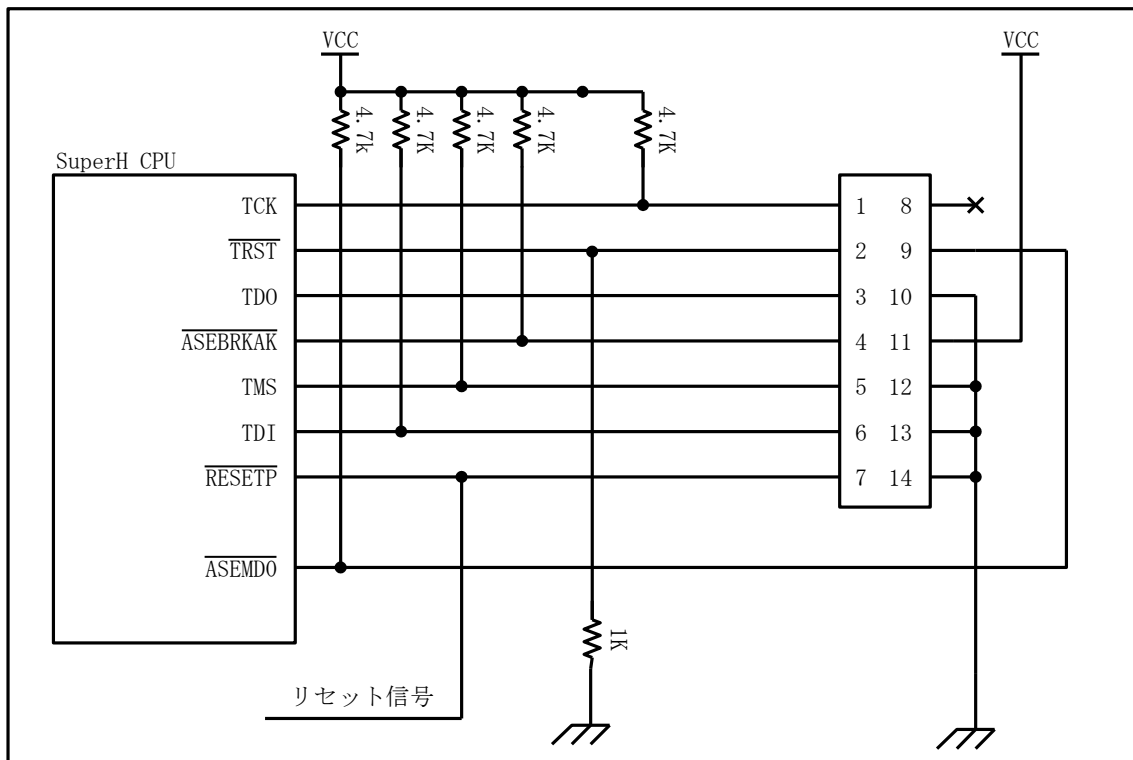 VCC
VCC
4.7k
4.7K
4.7K
4.7K
4.7K
SuperH CPU
TCK
1
8
TRST
2
9
TDO
3
10
ASEBRKAK
4
11
TMS
5
12
TDI
6
13
RESETP
7
14
ASEMDO
1K
リセット信号